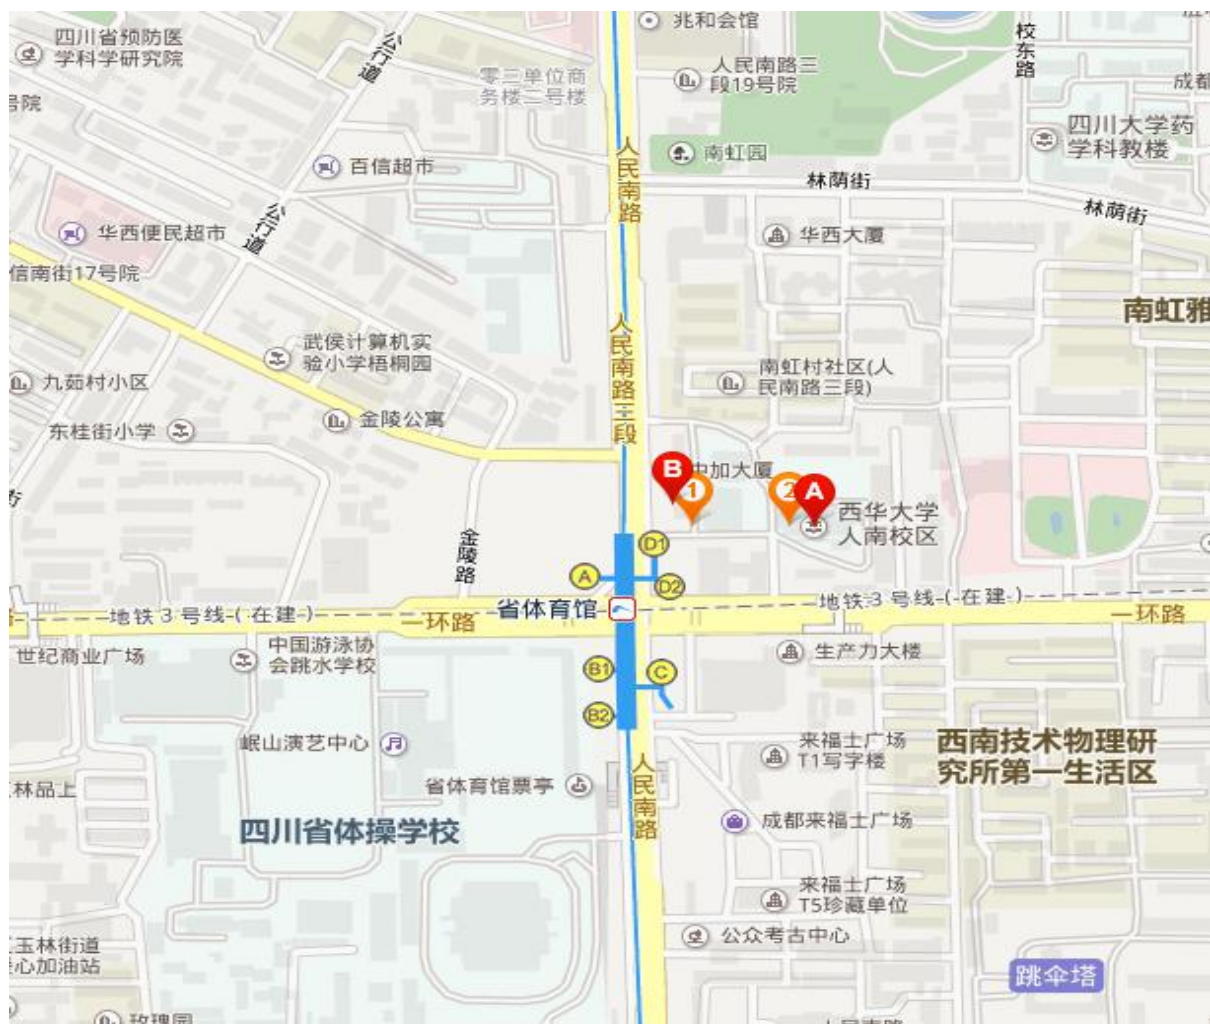 兆和会馆
四川省预防医
学科学研究院
公行道
校东路
人民南路三
段19号院
零三单位商
务楼二号楼
成都
号院
四川大学药
学科教楼
南虹园
百信超市
人民南路
林荫街
林荫街
公行道
华西便民超市
华西大厦
信南街17号院
南虹雅
人民南路三段
武侯计算机实
验小学梧桐园
南虹村社区(人
民南路三段)
九茹村小区
金陵公寓
东桂街小学
B
中加大厦
1
2
A
西华大学
人南校区
街
金陵路
D1
A
D2
省体育馆
地铁3号线(在建)
地铁3号线(在建)
一环路
一环路
世纪商业广场
中国游泳协
会跳水学校
生产力大楼
B1
C
B2
岷山演艺中心
来福士广场
T1写字楼
西南技术物理研
究所第一生活区
人民南路
省体育馆票亭
林品上
成都来福士广场
四川省体操学校
来福士广场
T5珍藏单位
玉林街道
心加油站
公众考古中心
跳伞塔
玫瑰园